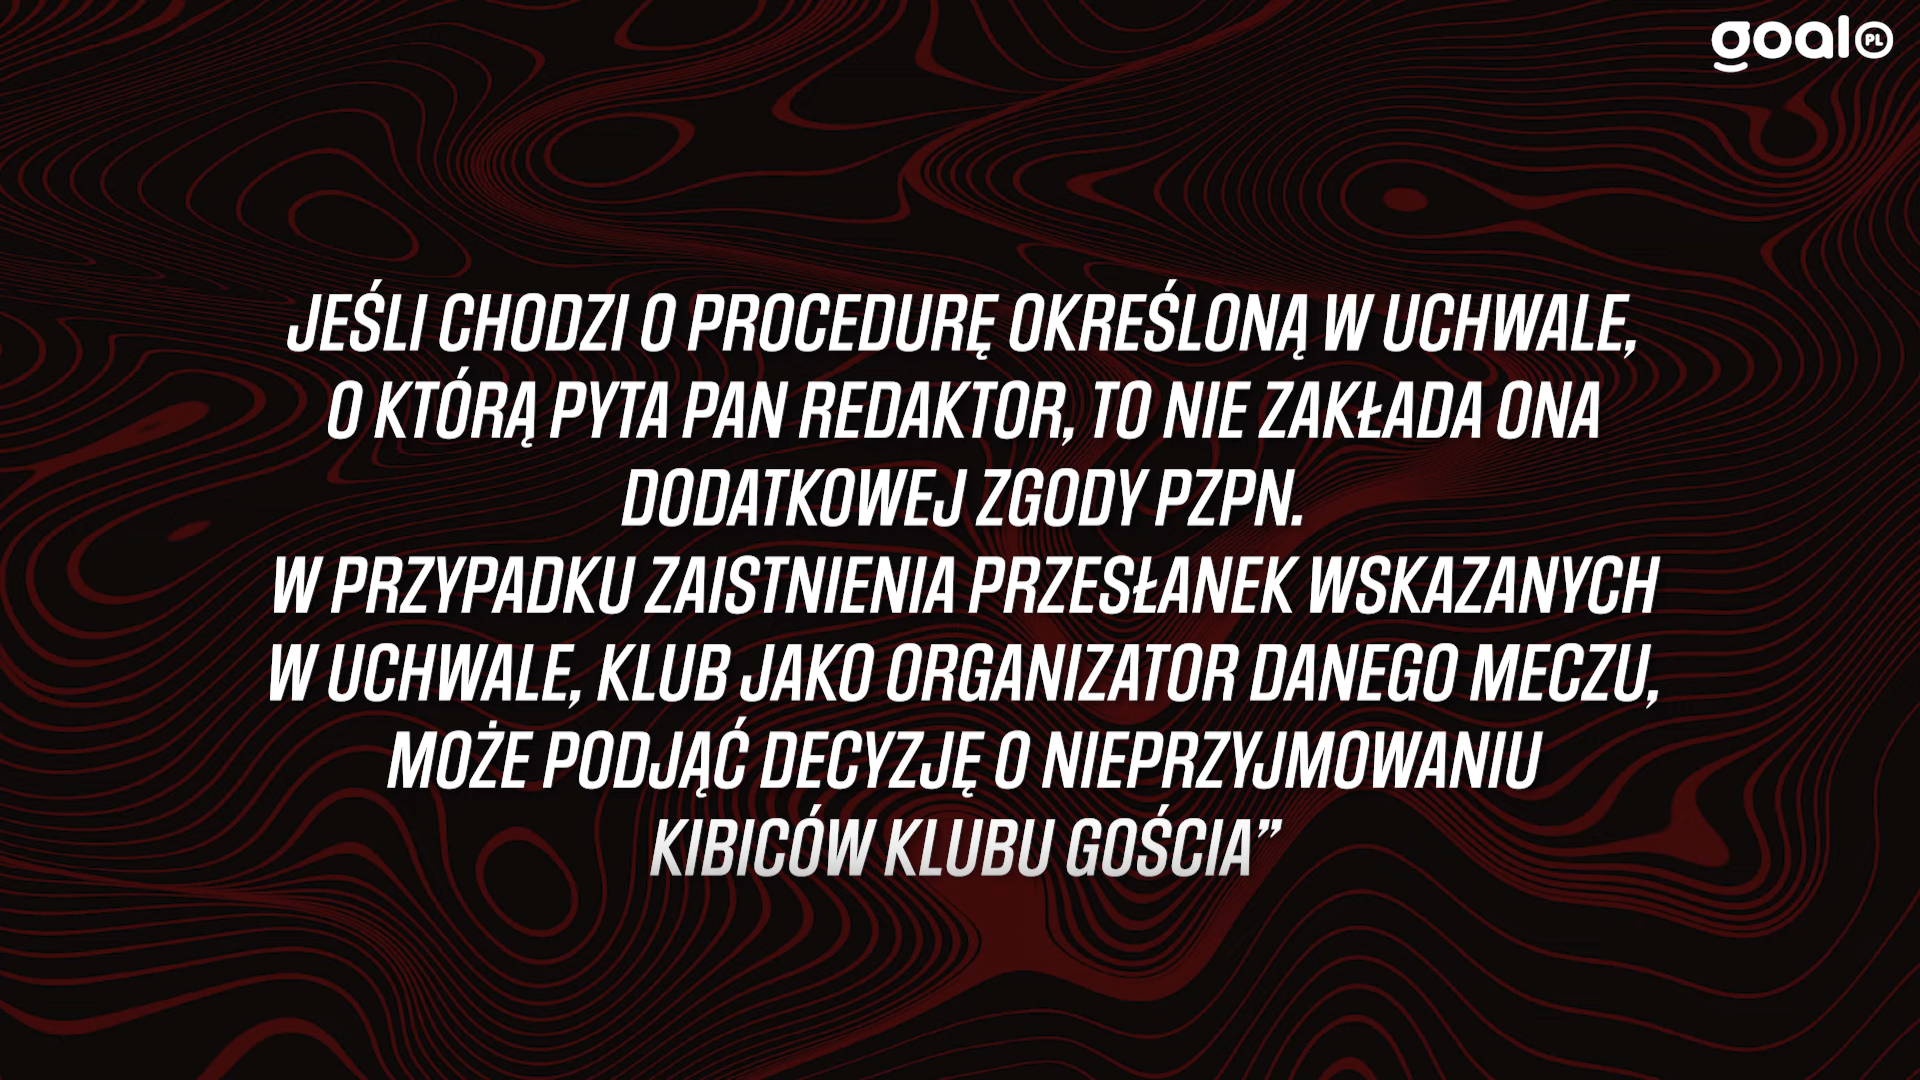 goal PL
JEŚLI CHODZI O PROCEDURĘ OKREŚLONĄ W UCHWALE,
O KTÓRĄ PYTA PAN REDAKTOR, TO NIE ZAKŁADA ONA
DODATKOWEJ ZGODY PZPN.
W PRZYPADKU ZAISTNIENIA PRZESŁANEK WSKAZANYCH
W UCHWALE, KLUB JAKO ORGANIZATOR DANEGO MECZU,
MOŻE PODJĄĆ DECYZJĘ O NIEPRZYJMOWANIU
KIBICÓW KLUBU GOŚCIA”